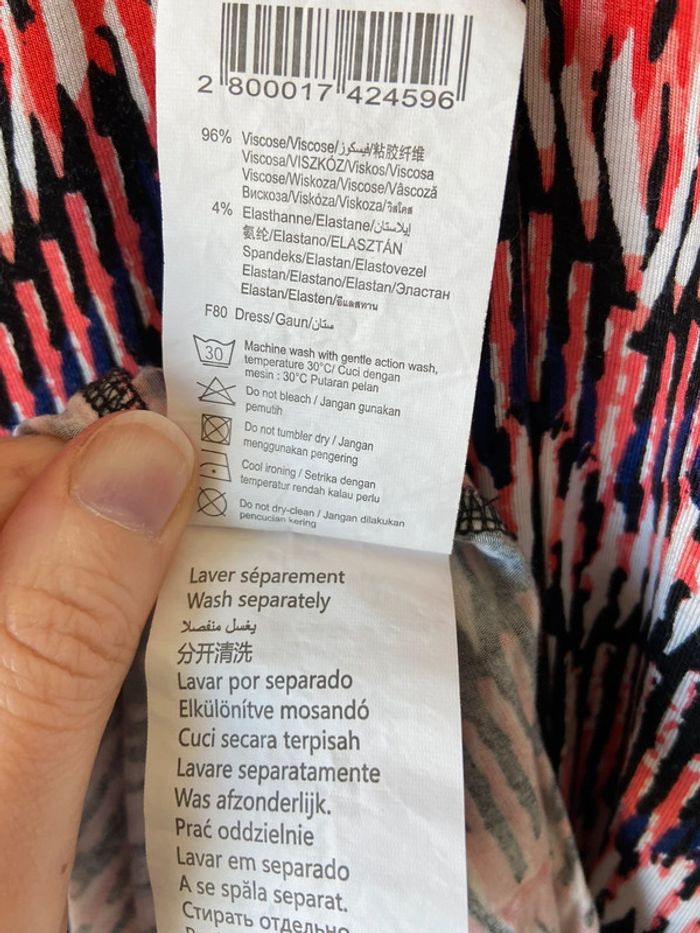 2 800017 424596
96% Viscose/Viscose/فيسكوز/粘胶纤维
Viscosa/VISZKÓZ/Viskos/Viscosa
Viscose/Wiskoza/Viscose/Vâscoză
Вискоза/Viskóza/Viskoza/วิสโคส
4% Elasthanne/Elastane/إيلاستان/
氨纶/Elastano/ELASZTÁN
Spandeks/Elastan/Elastovezel
Elastan/Elastano/Elastan/Эластан
Elastan/Elasten/อีลาสทาน
F80 Dress/Gaun/فستان
30
Machine wash with gentle action wash,
temperature 30°C/ Cuci dengan
mesin : 30°C Putaran pelan
Do not bleach / Jangan gunakan
pemutih
Do not tumbler dry / Jangan
menggunakan pengering
Cool ironing / Setrika dengan
temperatur rendah kalau perlu
Do not dry-clean / Jangan dilakukan
pencucian kering
Laver séparement
Wash separately
يغسل منفصلا
分开清洗
Lavar por separado
Elkülönítve mosandó
Cuci secara terpisah
Lavare separatamente
Was afzonderlijk.
Prać oddzielnie
Lavar em separado
A se spăla separat.
Стирать отдельно